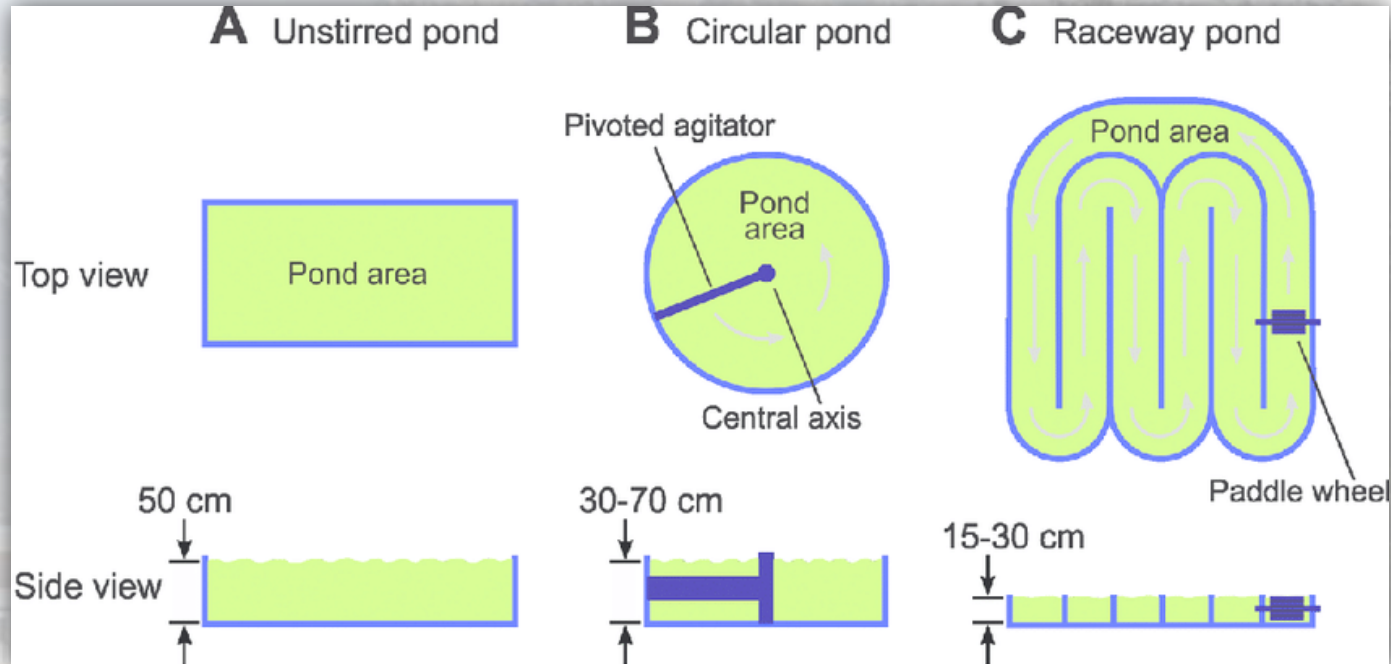 A Unstirred pond
B Circular pond
C Raceway pond
Top view
Pond area
Pivoted agitator
Pond
area
Central axis
Pond area
Paddle wheel
Side view
50 cm
30-70 cm
15-30 cm